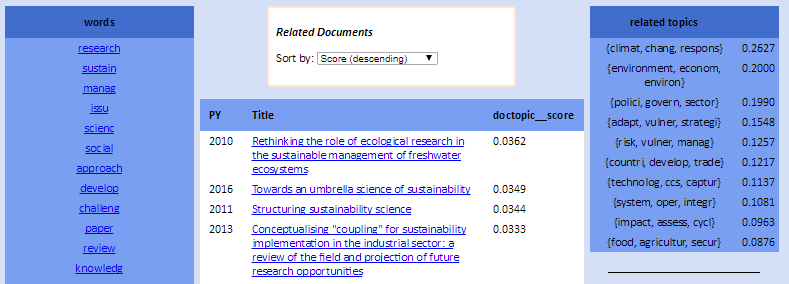 words
research
sustain
manag
issu
scienc
social
approach
develop
challeng
paper
review
knowledg
Related Documents
Sort by: Score (descending)
PY Title doctopic__score
2010 Rethinking the role of ecological research in 0.0362
the sustainable management of freshwater
ecosystems
2016 Towards an umbrella science of sustainability 0.0349
2011 Structuring sustainability science 0.0344
2013 Conceptualising "coupling" for sustainability 0.0333
implementation in the industrial sector: a
review of the field and projection of future
research opportunities
related topics
{climat, chang, respons} 0.2627
{environment, econom, 0.2000
environ}
{polici, govern, sector} 0.1990
{adapt, vulner, strategi} 0.1548
{risk, vulner, manag} 0.1257
{countri, develop, trade} 0.1217
{technolog, ccs, captur} 0.1137
{system, oper, integr} 0.1081
{impact, assess, cycl} 0.0963
{food, agricultur, secur} 0.0876